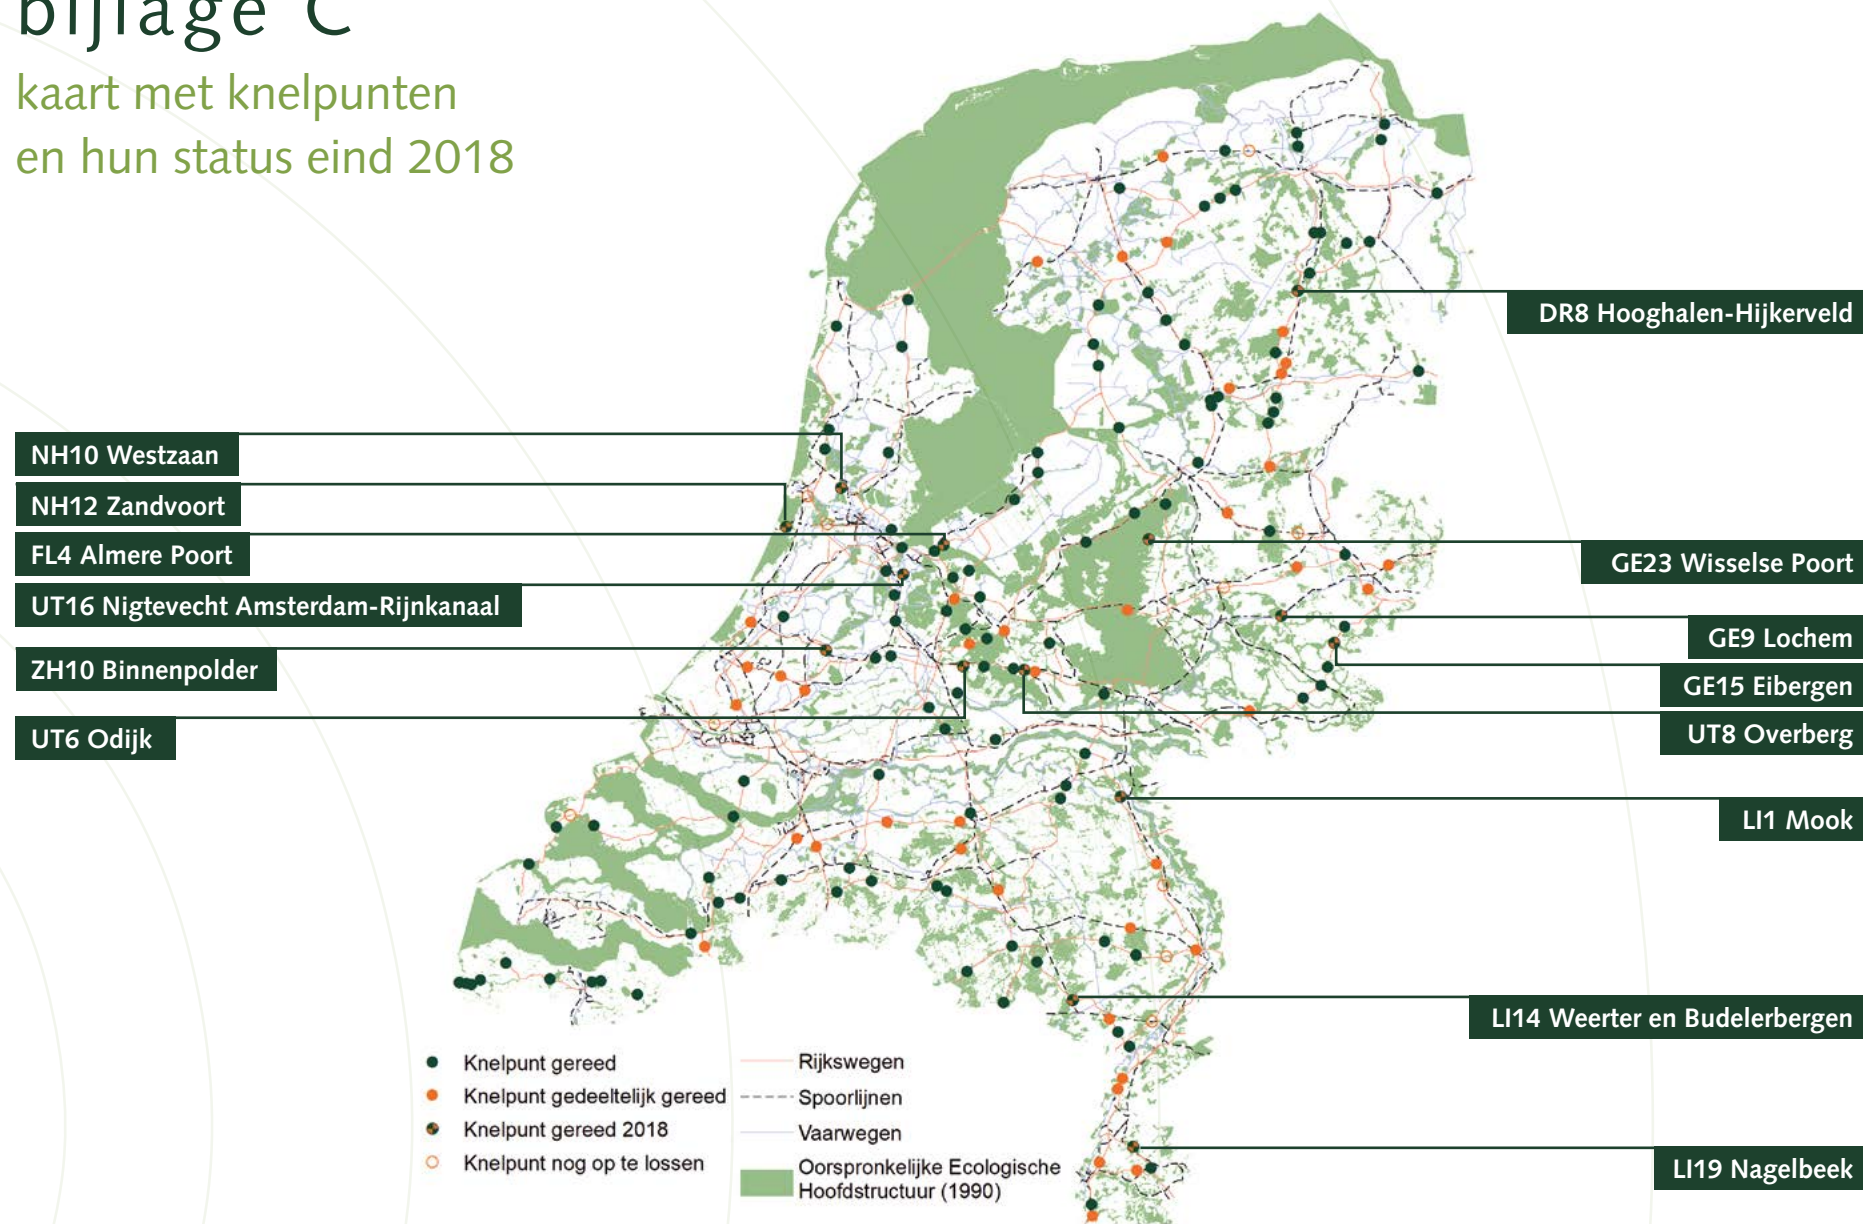 bijlage C
kaart met knelpunten
en hun status eind 2018
DR8 Hooghalen-Hijkerveld
NH10 Westzaan
NH12 Zandvoort
FL4 Almere Poort
UT16 Nigtevecht Amsterdam-Rijnkanaal
ZH10 Binnenpolder
UT6 Odijk
GE23 Wisselse Poort
GE9 Lochem
GE15 Eibergen
UT8 Overberg
LI1 Mook
LI14 Weerter en Budelerbergen
LI19 Nagelbeek
Knelpunt gereed
Knelpunt gedeeltelijk gereed
Knelpunt gereed 2018
Knelpunt nog op te lossen
Rijkswegen
Spoorlijnen
Vaarwegen
Oorspronkelijke Ecologische
Hoofdstructuur (1990)